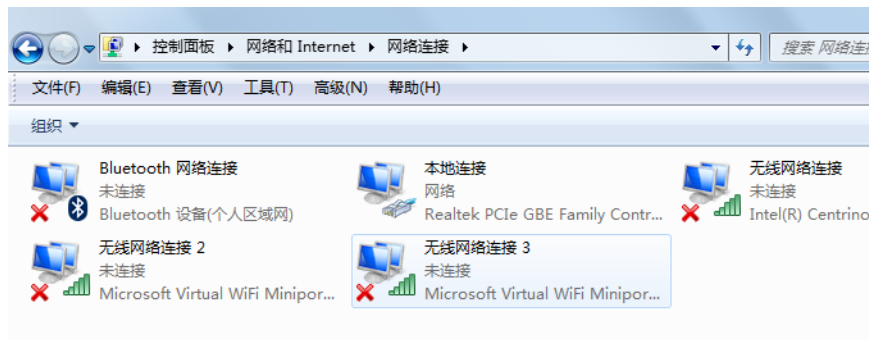 控制面板 ▸ 网络和 Internet ▸ 网络连接 ▸ 搜索 网络连接
文件(F) 编辑(E) 查看(V) 工具(T) 高级(N) 帮助(H)
组织
Bluetooth 网络连接
未连接
Bluetooth 设备(个人区域网)
本地连接
网络
Realtek PCIe GBE Family Contr...
无线网络连接
未连接
Intel(R) Centrino
无线网络连接 2
未连接
Microsoft Virtual WiFi Minipor...
无线网络连接 3
未连接
Microsoft Virtual WiFi Minipor...